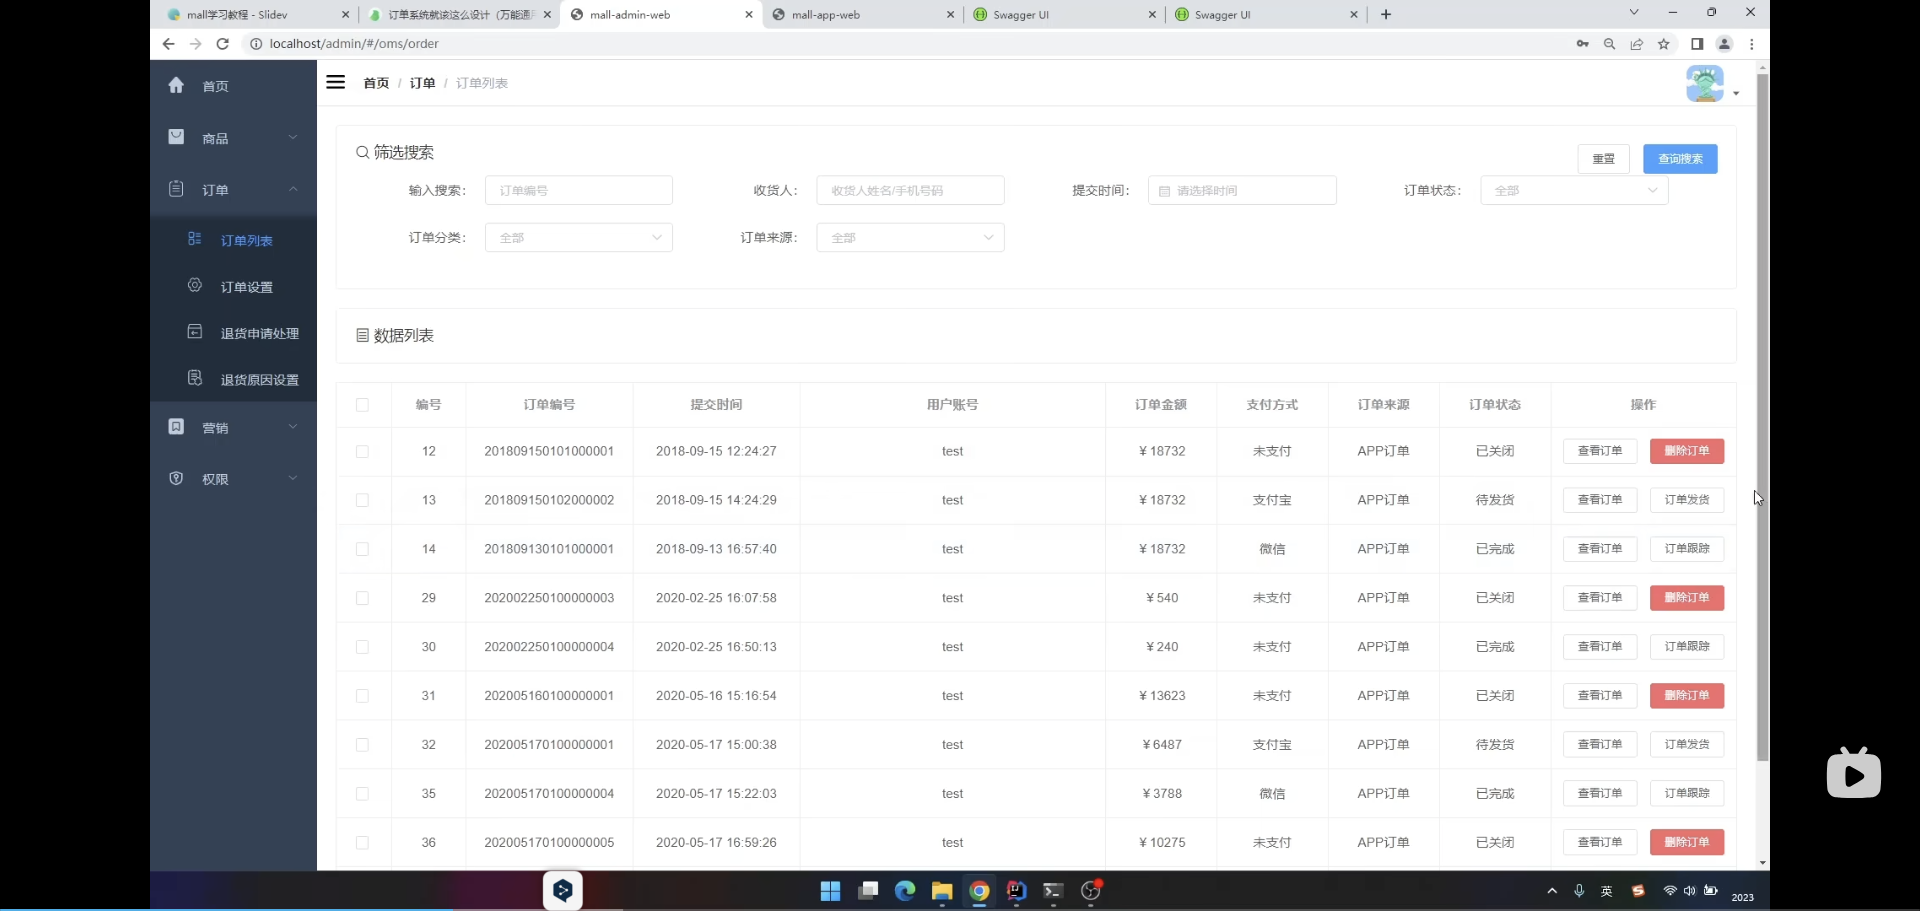 mall学习教程 - Slidev
订单系统就该这么设计（万能通用
mall-admin-web
mall-app-web
Swagger UI
Swagger UI
localhost/admin/#/oms/order
首页
商品
订单
订单列表
订单设置
退货申请处理
退货原因设置
营销
权限
首页 / 订单 / 订单列表
筛选搜索
重置
查询搜索
输入搜索： 订单编号
收货人： 收货人姓名/手机号码
提交时间： 请选择时间
订单状态： 全部
订单分类： 全部
订单来源： 全部
数据列表
编号 订单编号 提交时间 用户账号 订单金额 支付方式 订单来源 订单状态 操作
12 201809150101000001 2018-09-15 12:24:27 test ￥18732 未支付 APP订单 已关闭 查看订单 删除订单
13 201809150102000002 2018-09-15 14:24:29 test ￥18732 支付宝 APP订单 待发货 查看订单 订单发货
14 201809130101000001 2018-09-13 16:57:40 test ￥18732 微信 APP订单 已完成 查看订单 订单跟踪
29 202002250100000003 2020-02-25 16:07:58 test ￥540 未支付 APP订单 已关闭 查看订单 删除订单
30 202002250100000004 2020-02-25 16:50:13 test ￥240 未支付 APP订单 已完成 查看订单 订单跟踪
31 202005160100000001 2020-05-16 15:16:54 test ￥13623 未支付 APP订单 已关闭 查看订单 删除订单
32 202005170100000001 2020-05-17 15:00:38 test ￥6487 支付宝 APP订单 待发货 查看订单 订单发货
35 202005170100000004 2020-05-17 15:22:03 test ￥3788 微信 APP订单 已完成 查看订单 订单跟踪
36 202005170100000005 2020-05-17 16:59:26 test ￥10275 未支付 APP订单 已关闭 查看订单 删除订单
英
2023